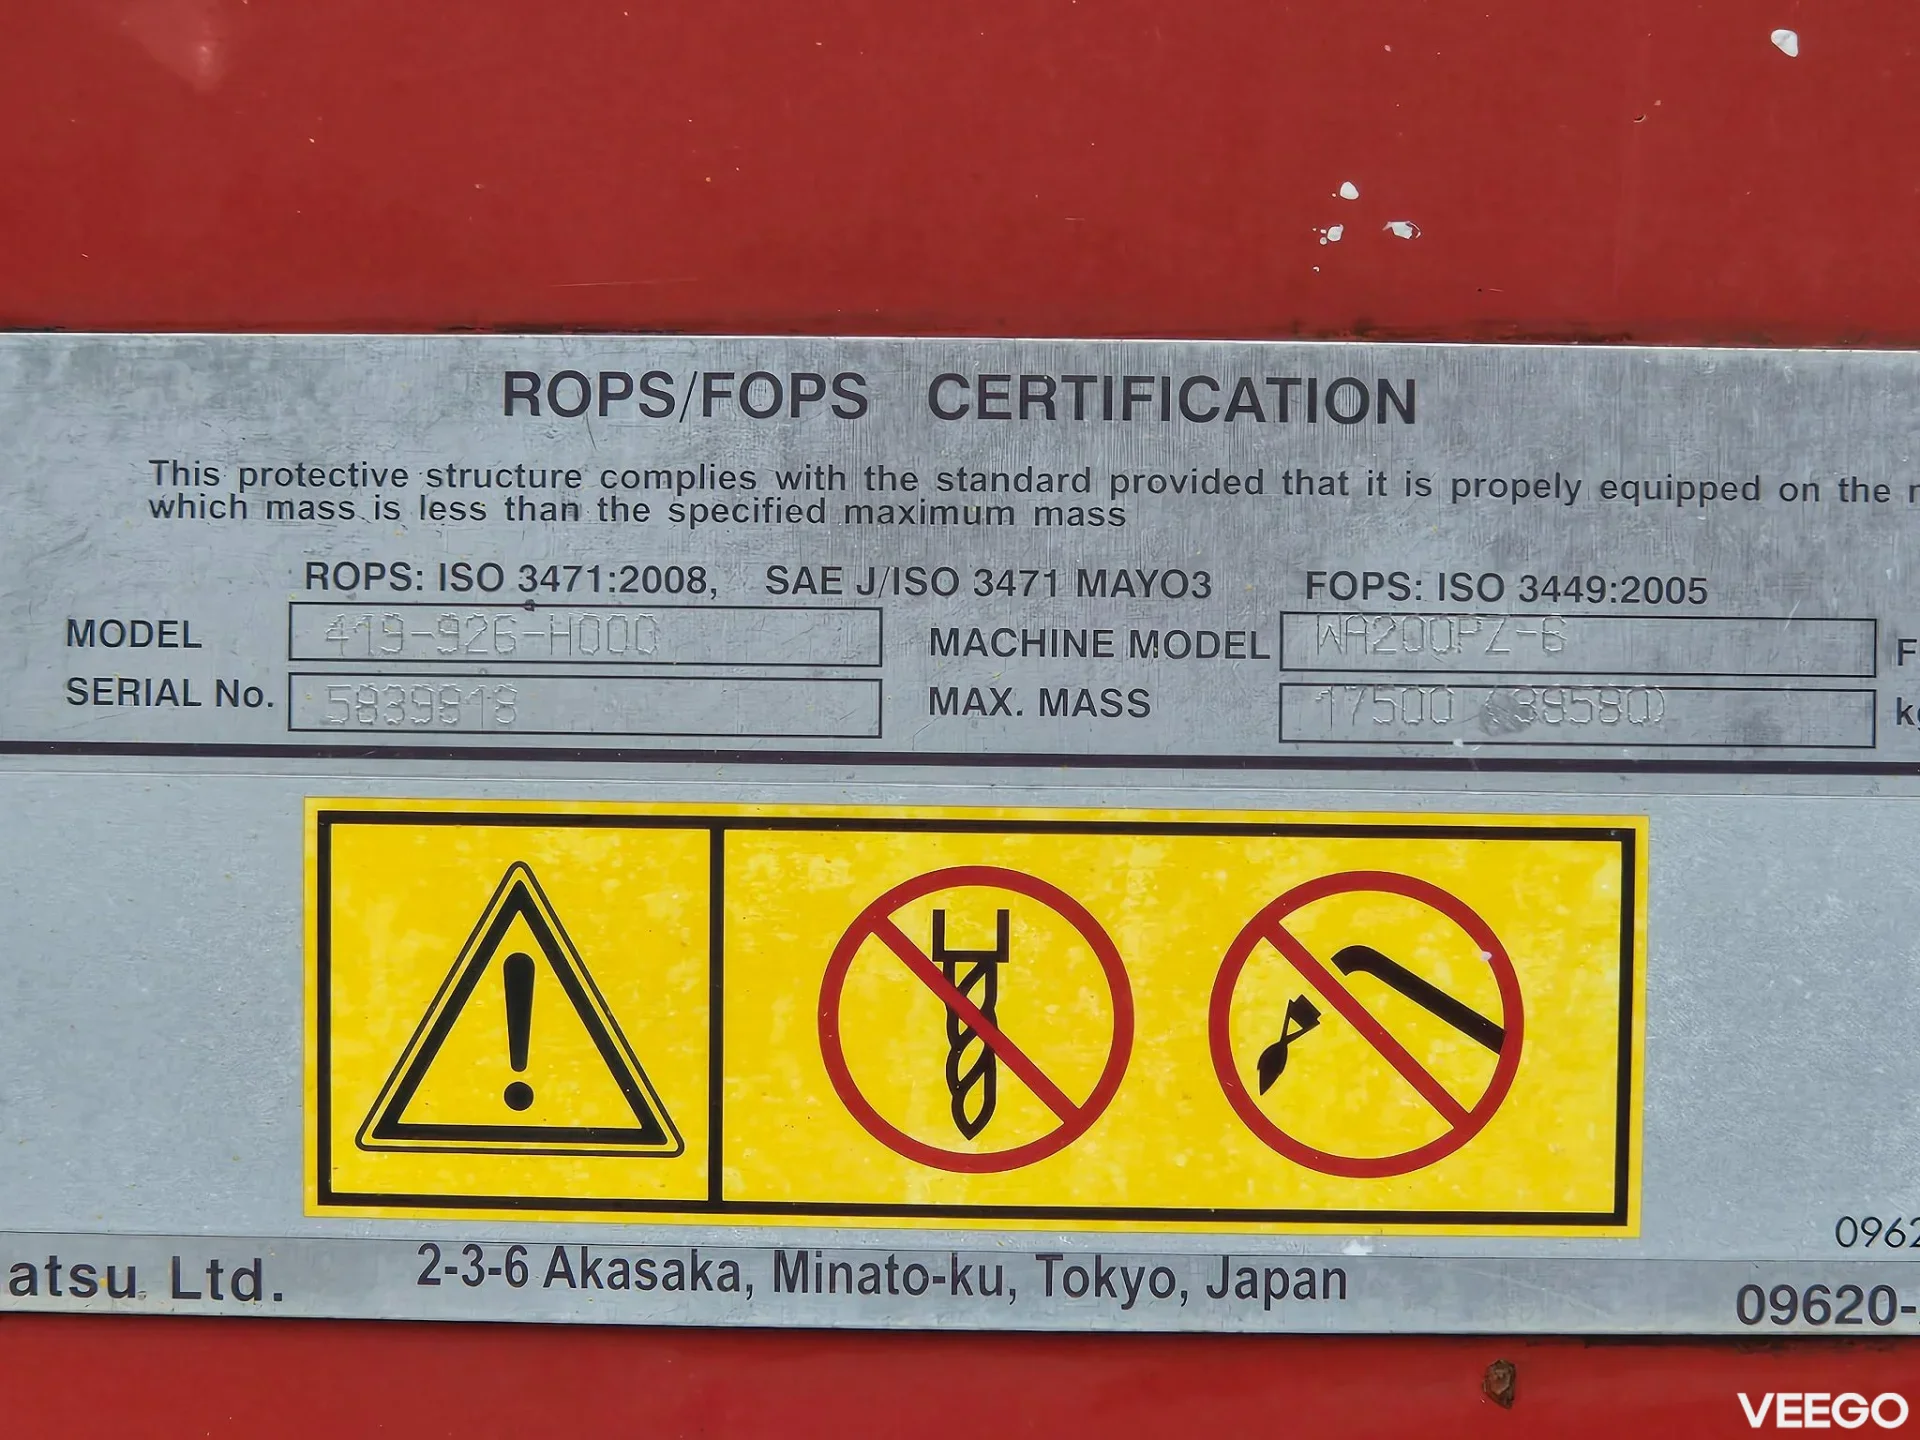 ROPS/FOPS CERTIFICATION
This protective structure complies with the standard provided that it is propely equipped on the
which mass is less than the specified maximum mass
ROPS: ISO 3471:2008, SAE J/ISO 3471 MAYO3 FOPS: ISO 3449:2005
MODEL 419-926-H000 MACHINE MODEL WA200PZ-6
SERIAL No. 5839818 MAX. MASS 17500 (38580)
0962
atsu Ltd. 2-3-6 Akasaka, Minato-ku, Tokyo, Japan 09620-
VEEGO